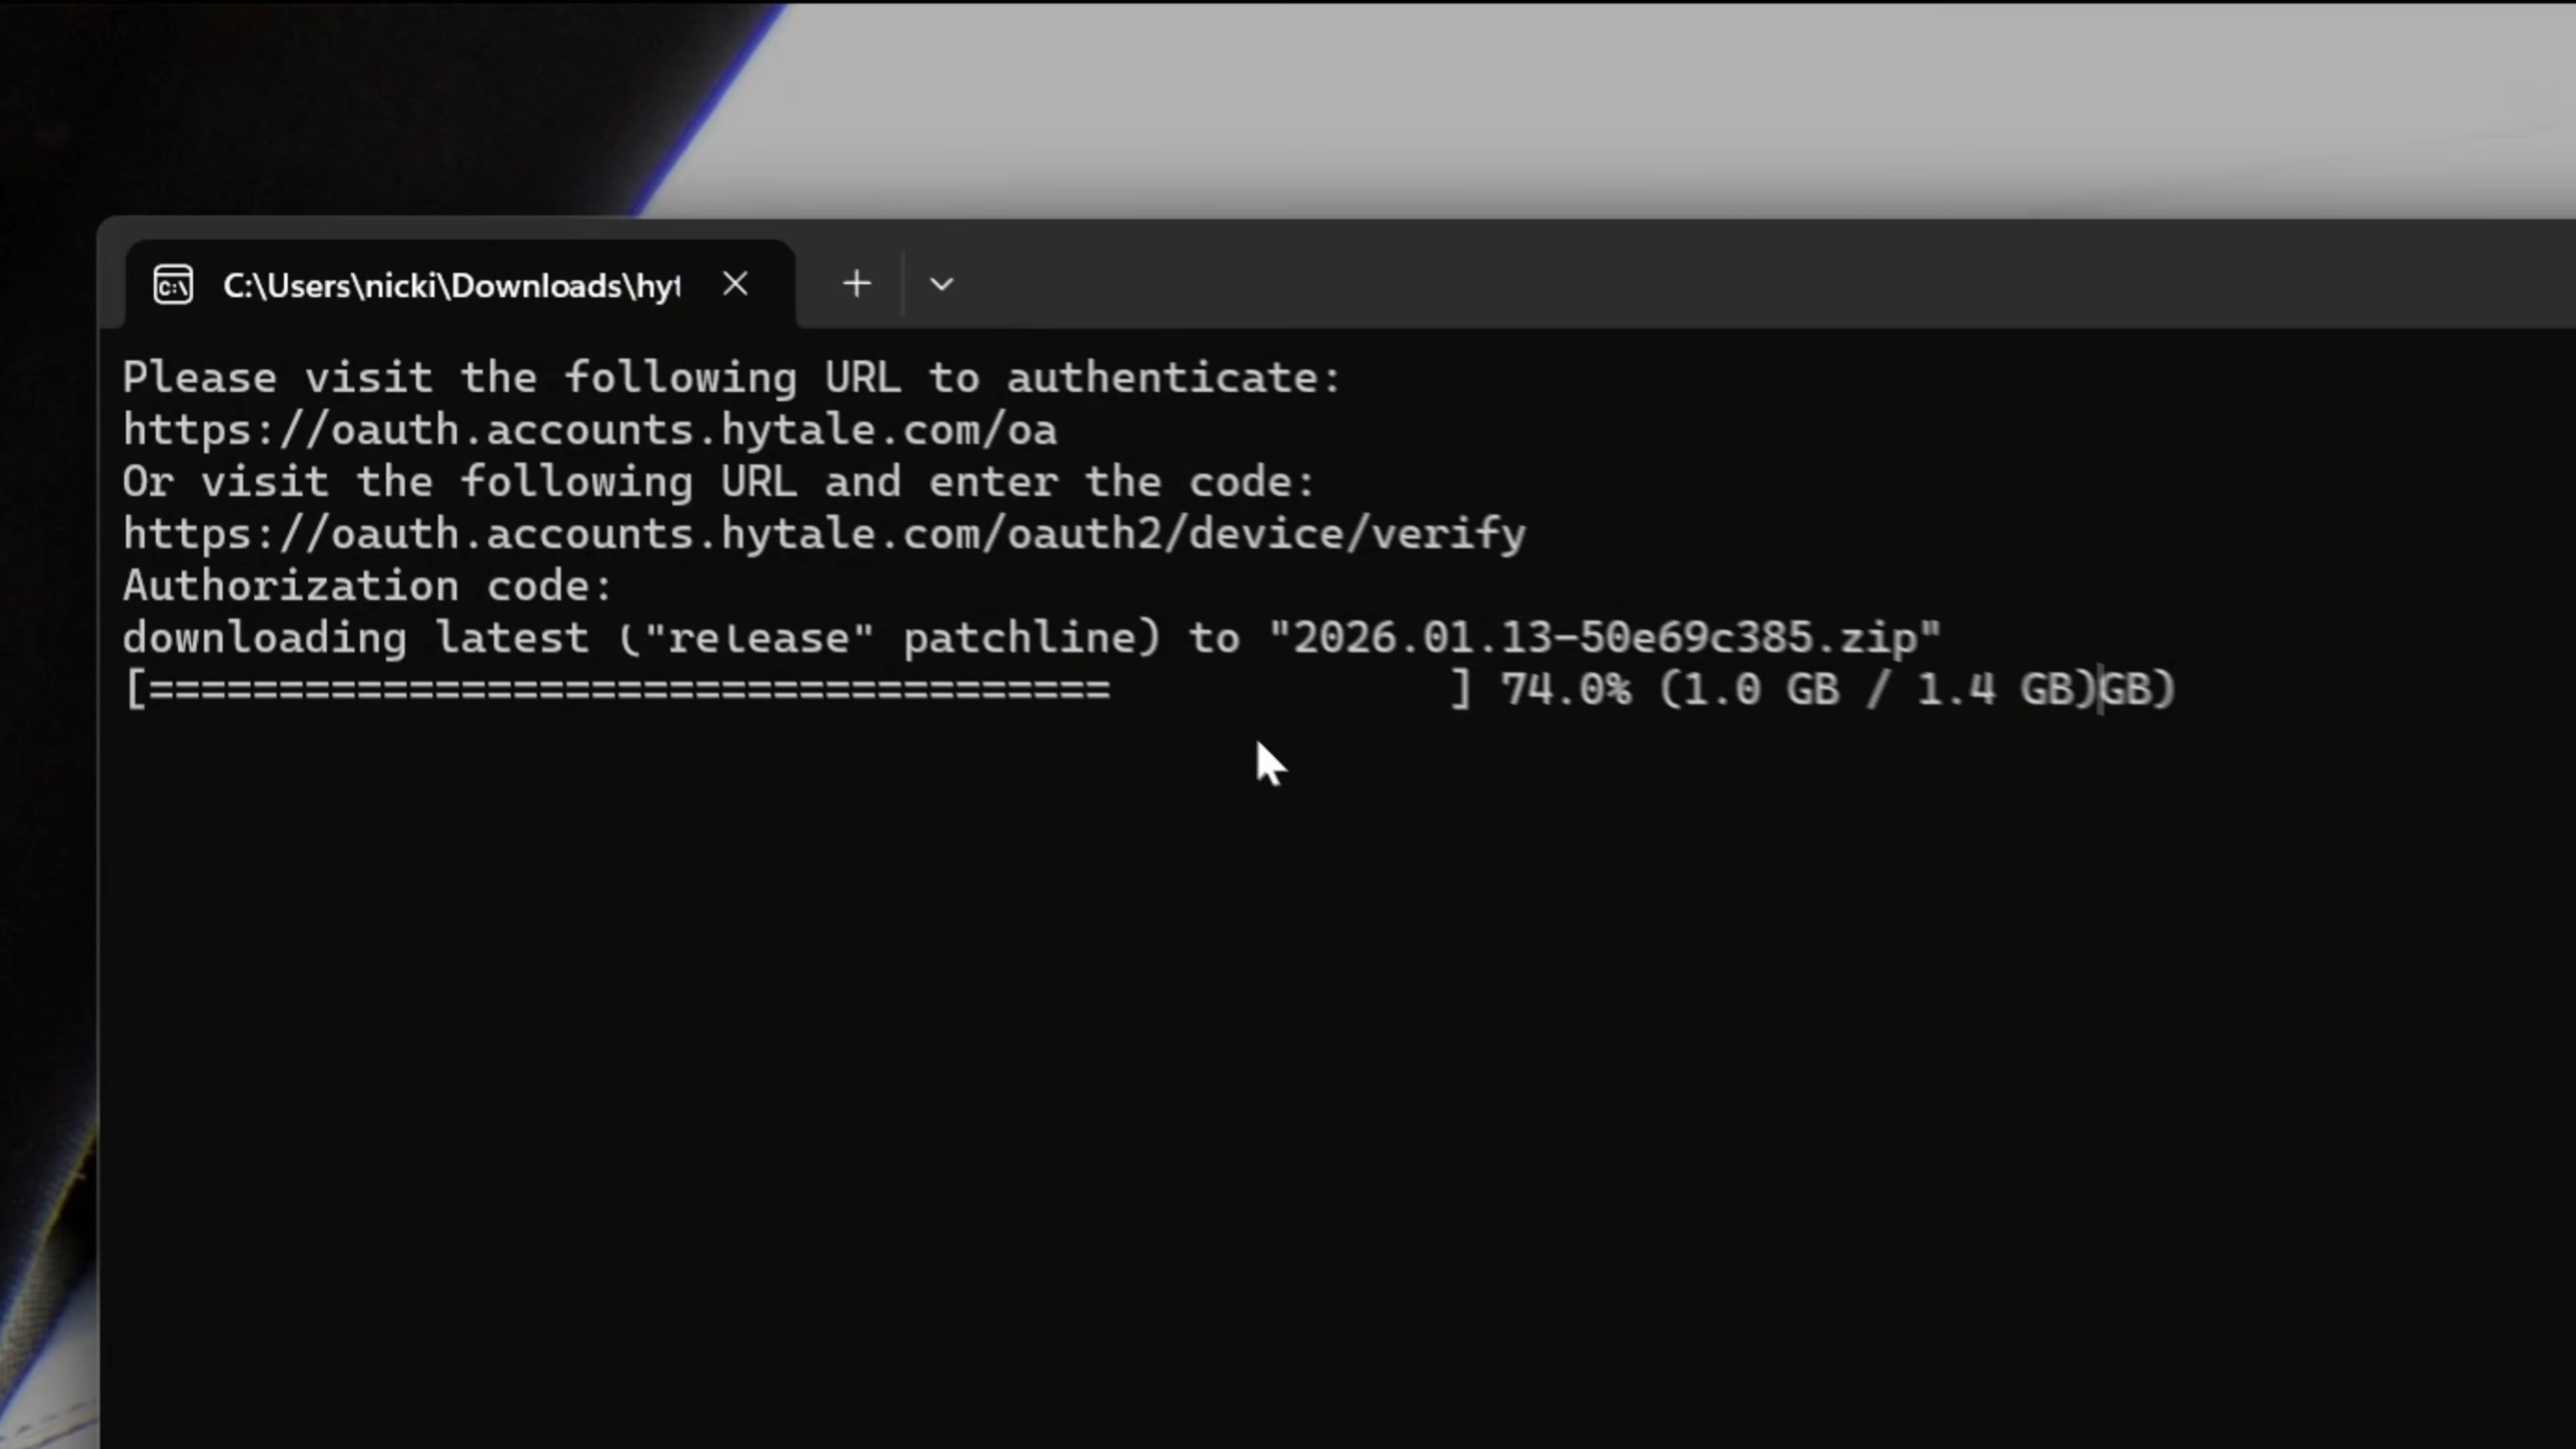 C:\Users\nicki\Downloads\hyt
Please visit the following URL to authenticate:
https://oauth.accounts.hytale.com/oa
Or visit the following URL and enter the code:
https://oauth.accounts.hytale.com/oauth2/device/verify
Authorization code:
downloading latest ("release" patchline) to "2026.01.13-50e69c385.zip"
[=====================================             ] 74.0% (1.0 GB / 1.4 GB)GB)